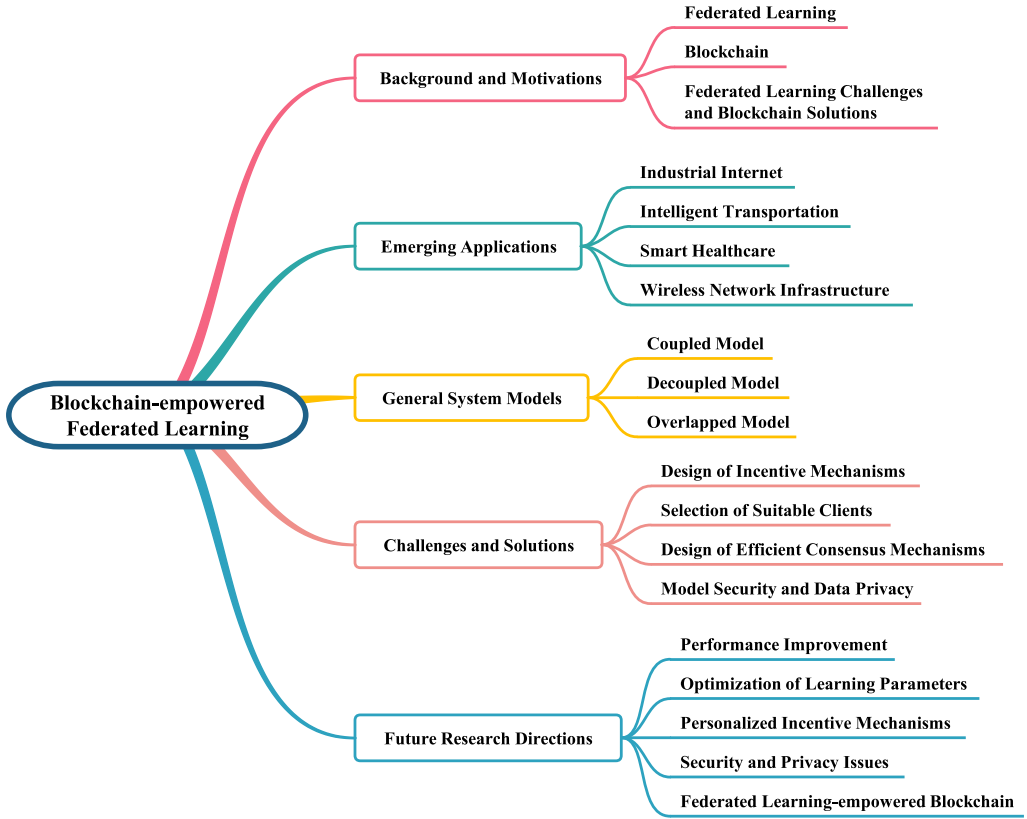 Federated Learning
Blockchain
Background and Motivations
Federated Learning Challenges
and Blockchain Solutions
Industrial Internet
Intelligent Transportation
Emerging Applications
Smart Healthcare
Wireless Network Infrastructure
Coupled Model
Blockchain-empowered
Federated Learning
General System Models
Decoupled Model
Overlapped Model
Design of Incentive Mechanisms
Selection of Suitable Clients
Challenges and Solutions
Design of Efficient Consensus Mechanisms
Model Security and Data Privacy
Performance Improvement
Optimization of Learning Parameters
Future Research Directions
Personalized Incentive Mechanisms
Security and Privacy Issues
Federated Learning-empowered Blockchain